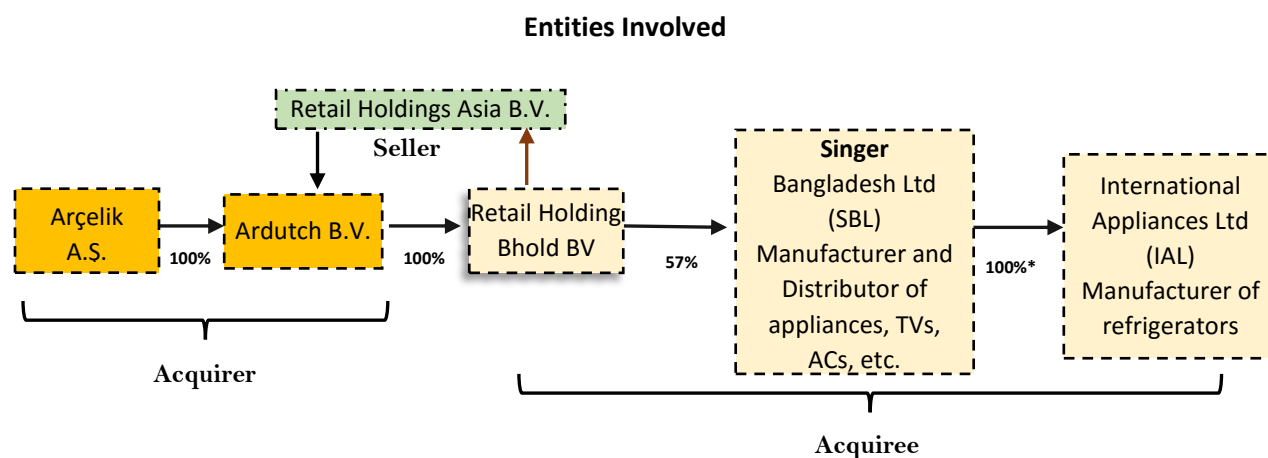 Entities Involved
Retail Holdings Asia B.V.
Seller
Arçelik
A.Ş.
100%
Ardutch B.V.
100%
Retail Holding
Bhold BV
57%
Singer
Bangladesh Ltd
(SBL)
Manufacturer and
Distributor of
appliances, TVs,
ACs, etc.
100%*
International
Appliances Ltd
(IAL)
Manufacturer of
refrigerators
Acquirer
Acquiree